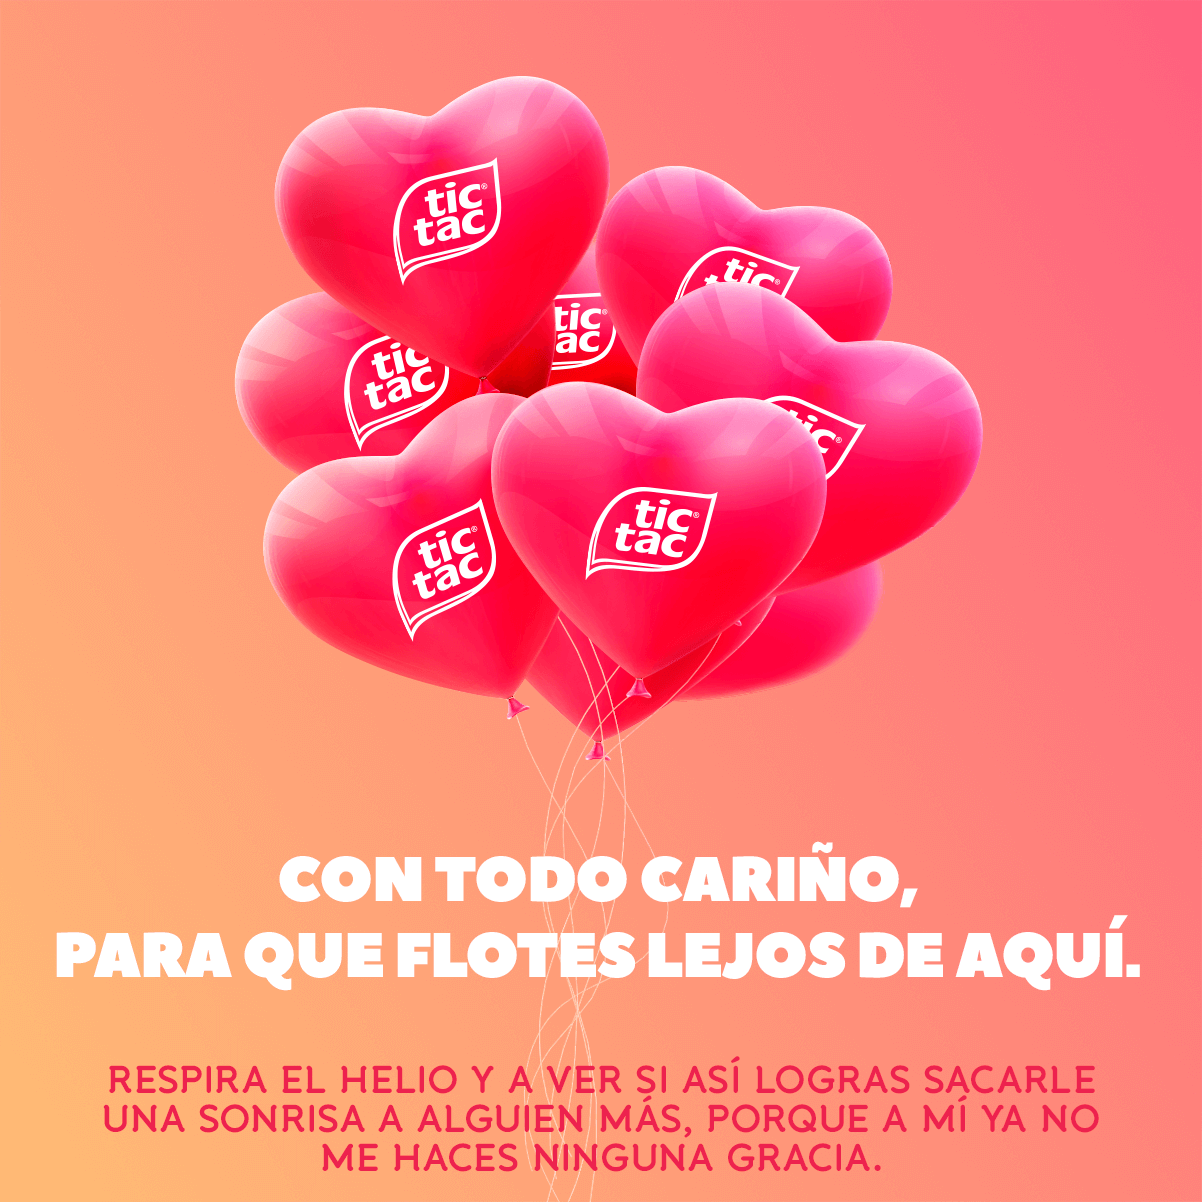 tic®
tac
tic®
tic®
tac
tic
tac
tic®
tic®
tac
tic®
tac
CON TODO CARIÑO,
PARA QUE FLOTES LEJOS DE AQUÍ.
RESPIRA EL HELIO Y A VER SI ASÍ LOGRAS SACARLE
UNA SONRISA A ALGUIEN MÁS, PORQUE A MÍ YA NO
ME HACES NINGUNA GRACIA.